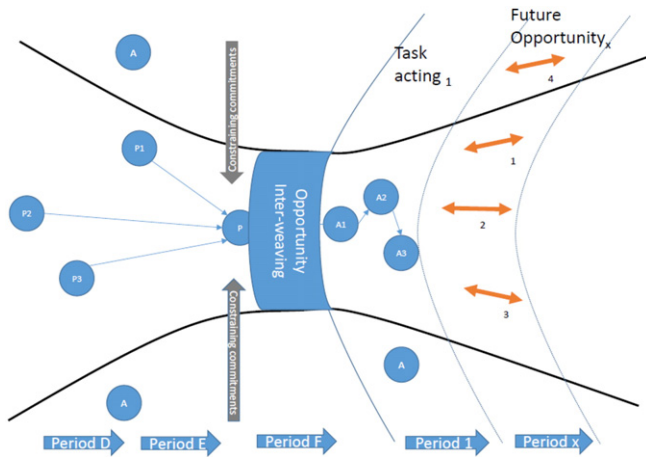 Future
Opportunityx
Task
acting 1
A
Constraining commitments
4
P1
1
Opportunity
Inter-weaving
P2
P
A1
A2
2
A3
P3
3
Constraining commitments
A
A
Period D
Period E
Period F
Period 1
Period x